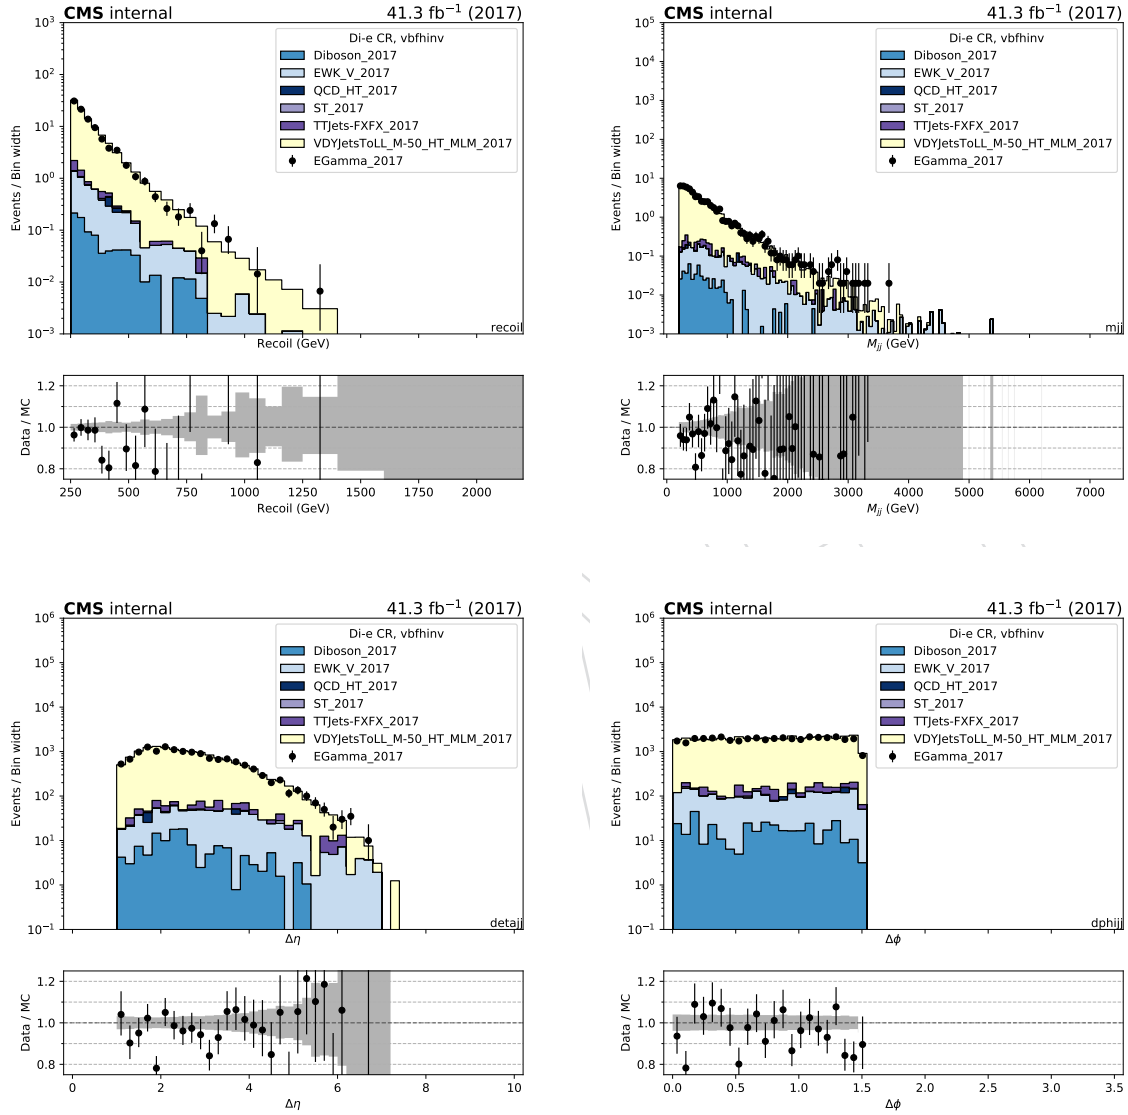 CMS internal 41.3 fb⁻¹ (2017)
Events / Bin width
10³
10²
10¹
10⁰
10⁻¹
10⁻²
10⁻³
Di-e CR, vbfhinv
Diboson_2017
EWK_V_2017
QCD_HT_2017
ST_2017
TTJets-FXFX_2017
VDYJetsToLL_M-50_HT_MLM_2017
EGamma_2017
recoil
Recoil (GeV)
Data / MC
1.2
1.0
0.8
250 500 750 1000 1250 1500 1750 2000
Recoil (GeV)
CMS internal 41.3 fb⁻¹ (2017)
Events / Bin width
10⁵
10⁴
10³
10²
10¹
10⁰
10⁻¹
10⁻²
10⁻³
Di-e CR, vbfhinv
Diboson_2017
EWK_V_2017
QCD_HT_2017
ST_2017
TTJets-FXFX_2017
VDYJetsToLL_M-50_HT_MLM_2017
EGamma_2017
mjj
M_jj (GeV)
Data / MC
1.2
1.0
0.8
0 1000 2000 3000 4000 5000 6000 7000
M_jj (GeV)
CMS internal 41.3 fb⁻¹ (2017)
Events / Bin width
10⁶
10⁵
10⁴
10³
10²
10¹
10⁰
10⁻¹
Di-e CR, vbfhinv
Diboson_2017
EWK_V_2017
QCD_HT_2017
ST_2017
TTJets-FXFX_2017
VDYJetsToLL_M-50_HT_MLM_2017
EGamma_2017
detajj
Δη
Data / MC
1.2
1.0
0.8
0 2 4 6 8 10
Δη
CMS internal 41.3 fb⁻¹ (2017)
Events / Bin width
10⁶
10⁵
10⁴
10³
10²
10¹
10⁰
10⁻¹
Di-e CR, vbfhinv
Diboson_2017
EWK_V_2017
QCD_HT_2017
ST_2017
TTJets-FXFX_2017
VDYJetsToLL_M-50_HT_MLM_2017
EGamma_2017
dphijj
Δϕ
Data / MC
1.2
1.0
0.8
0.0 0.5 1.0 1.5 2.0 2.5 3.0 3.5
Δϕ